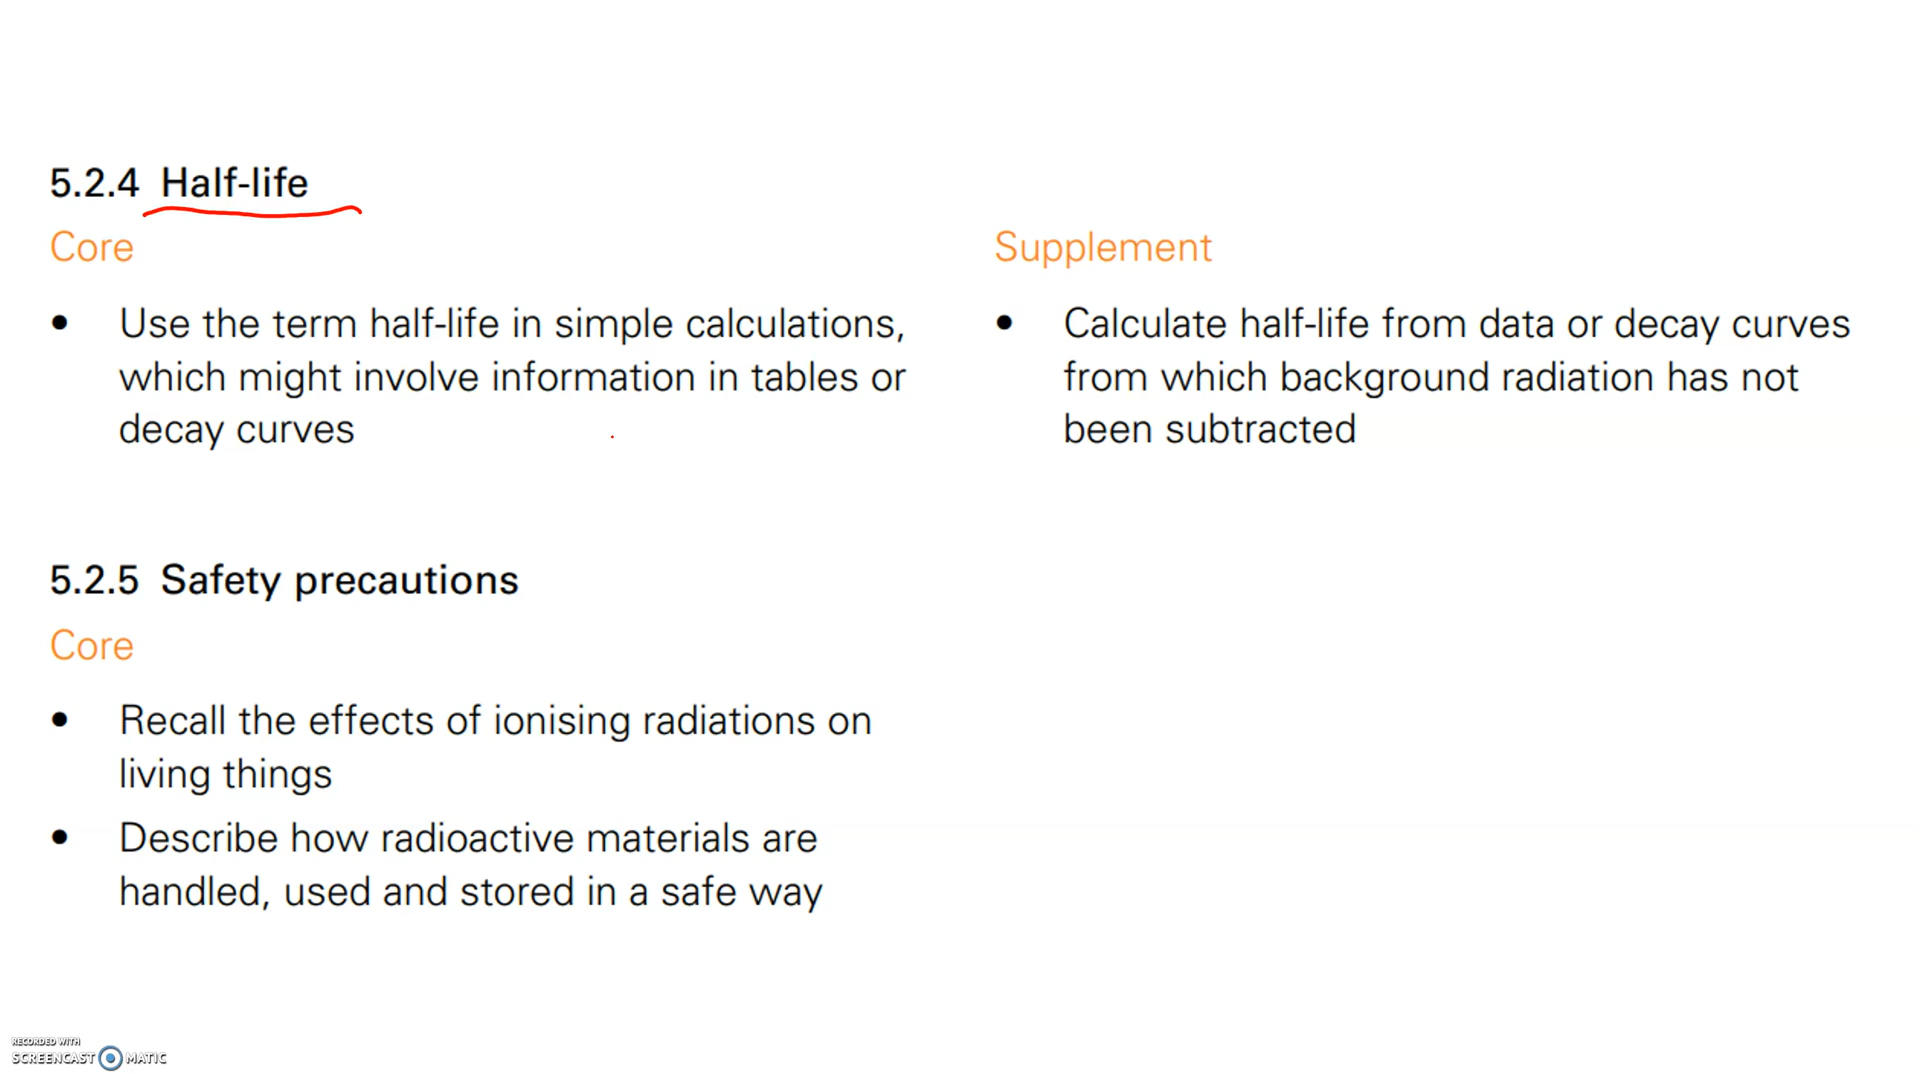 5.2.4 Half-life
Core
• Use the term half-life in simple calculations,
which might involve information in tables or
decay curves
Supplement
• Calculate half-life from data or decay curves
from which background radiation has not
been subtracted
5.2.5 Safety precautions
Core
• Recall the effects of ionising radiations on
living things
• Describe how radioactive materials are
handled, used and stored in a safe way
RECORDED WITH
SCREENCAST MATIC